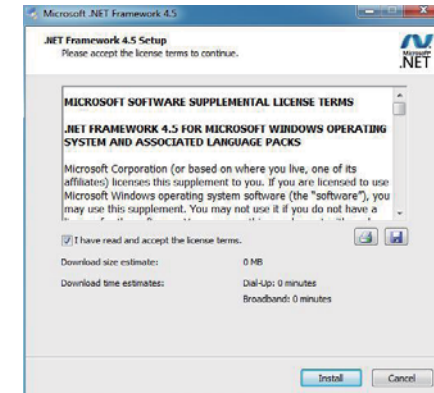 Microsoft .NET Framework 4.5
.NET Framework 4.5 Setup
Please accept the license terms to continue.
Microsoft
.NET
MICROSOFT SOFTWARE SUPPLEMENTAL LICENSE TERMS
.NET FRAMEWORK 4.5 FOR MICROSOFT WINDOWS OPERATING
SYSTEM AND ASSOCIATED LANGUAGE PACKS
Microsoft Corporation (or based on where you live, one of its
affiliates) licenses this supplement to you. If you are licensed to use
Microsoft Windows operating system software (the "software"), you
may use this supplement. You may not use it if you do not have a
I have read and accept the license terms.
Download size estimate: 0 MB
Download time estimates: Dial-Up: 0 minutes
Broadband: 0 minutes
Install Cancel